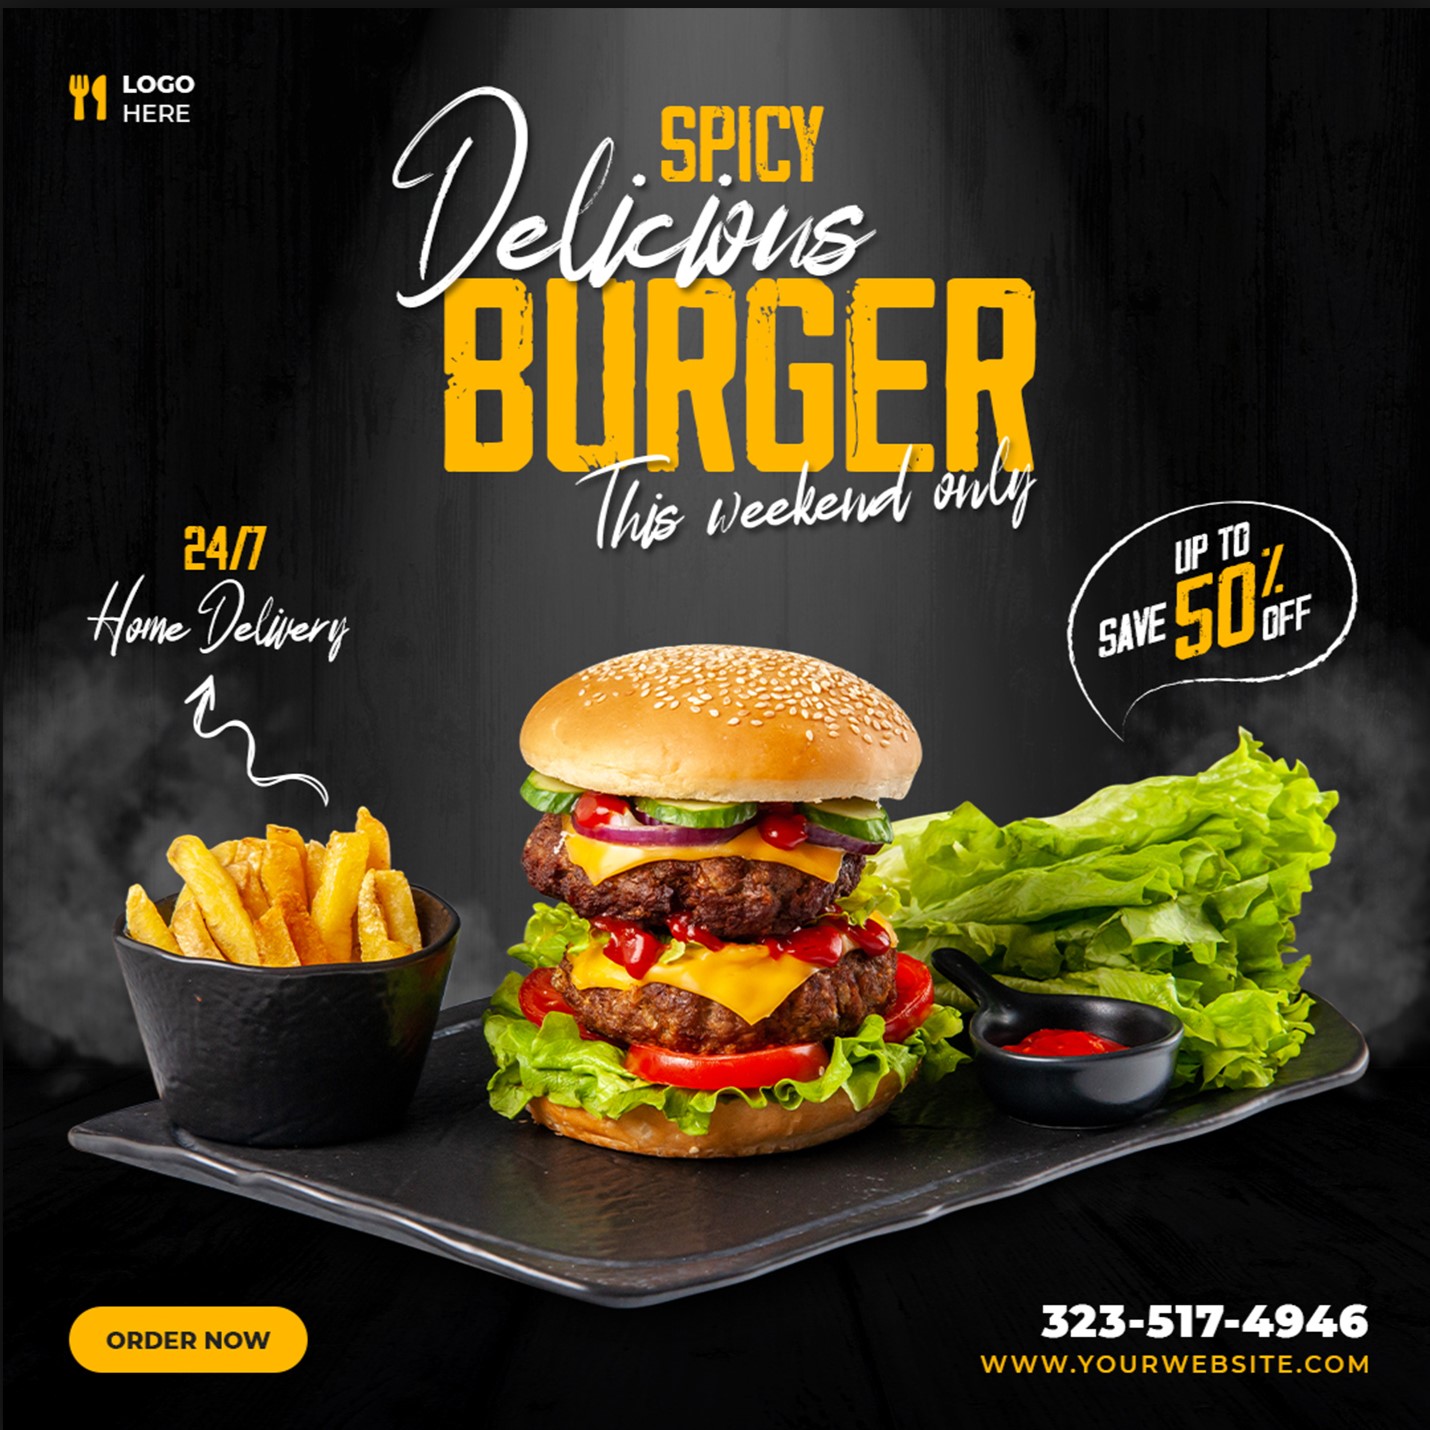 LOGO
HERE
SPICY
Delicious
BURGER
This weekend only
24/7
Home Delivery
UP TO
SAVE 50% OFF
ORDER NOW
323-517-4946
WWW.YOURWEBSITE.COM